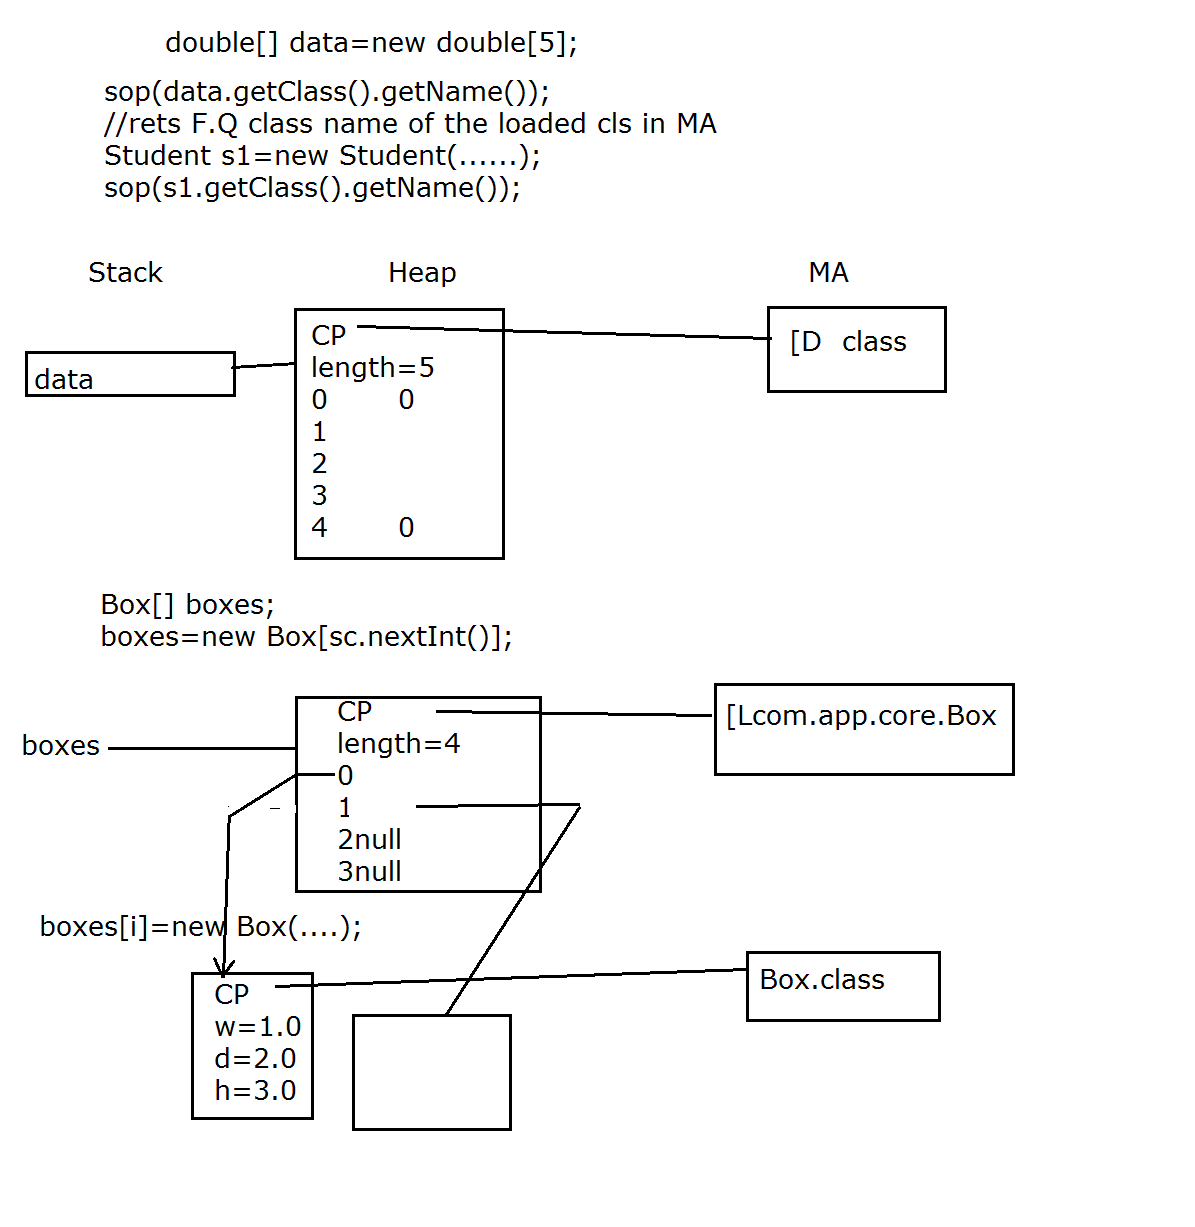 double[] data=new double[5];
sop(data.getClass().getName());
//rets F.Q class name of the loaded cls in MA
Student s1=new Student(......);
sop(s1.getClass().getName());
Stack Heap MA
CP
length=5
0 0
1
2
3
4 0
data
[D class
Box[] boxes;
boxes=new Box[sc.nextInt()];
boxes
CP
length=4
0
1
2null
3null
[Lcom.app.core.Box
boxes[i]=new Box(....);
CP
w=1.0
d=2.0
h=3.0
Box.class